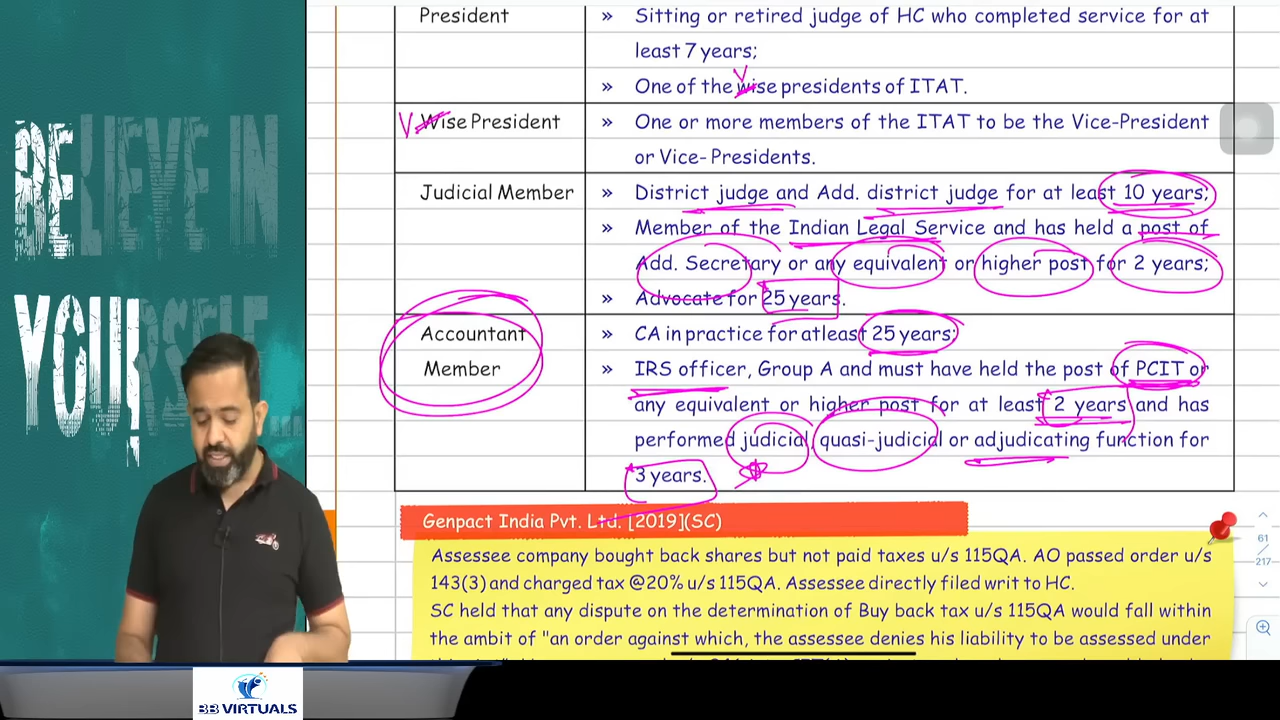 BELIEVE IN
YOURSELF...
President
» Sitting or retired judge of HC who completed service for at
least 7 years;
» One of the wise presidents of ITAT.
V
V Wise President
» One or more members of the ITAT to be the Vice-President
or Vice- Presidents.
Judicial Member
» District judge and Add. district judge for at least 10 years;
» Member of the Indian Legal Service and has held a post of
Add. Secretary or any equivalent or higher post for 2 years;
» Advocate for 25 years.
Accountant
Member
» CA in practice for atleast 25 years;
» IRS officer, Group A and must have held the post of PCIT or
any equivalent or higher post for at least 2 years and has
performed judicial, quasi-judicial or adjudicating function for
3 years.
Genpact India Pvt. Ltd. [2019](SC)
Assessee company bought back shares but not paid taxes u/s 115QA. AO passed order u/s
143(3) and charged tax @20% u/s 115QA. Assessee directly filed writ to HC.
SC held that any dispute on the determination of Buy back tax u/s 115QA would fall within
the ambit of "an order against which, the assessee denies his liability to be assessed under
61
217
BB VIRTUALS